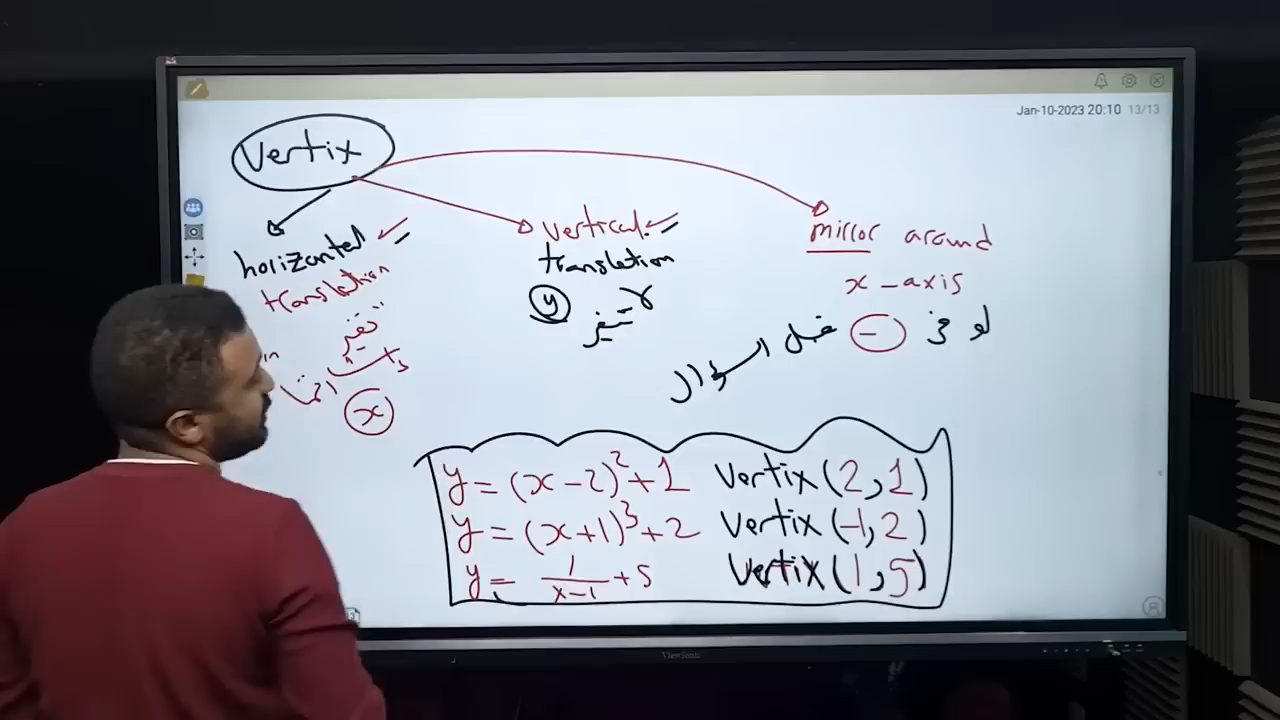 Jan-10-2023 20:10 13/13
Vertix
horizontal
translation
تغير
x
vertical
translation
y لا
تتغير
mirror around
x-axis
لو في - قبل السؤال
y = (x-2)²+1 Vertix (2,1)
y = (x+1)³+2 Vertix (-1,2)
y = 1/(x-1) +5 Vertix (1,5)
ViewSonic